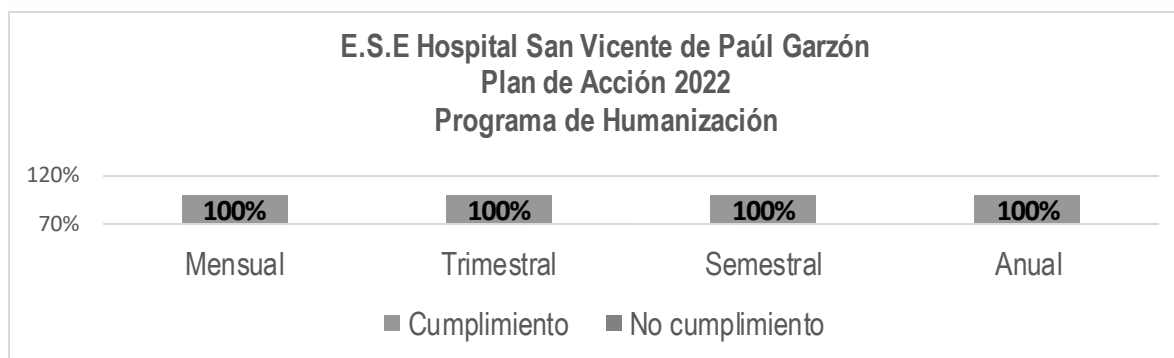 E.S.E Hospital San Vicente de Paúl Garzón
Plan de Acción 2022
Programa de Humanización
120%
70%
100% 100% 100% 100%
Mensual Trimestral Semestral Anual
Cumplimiento No cumplimiento